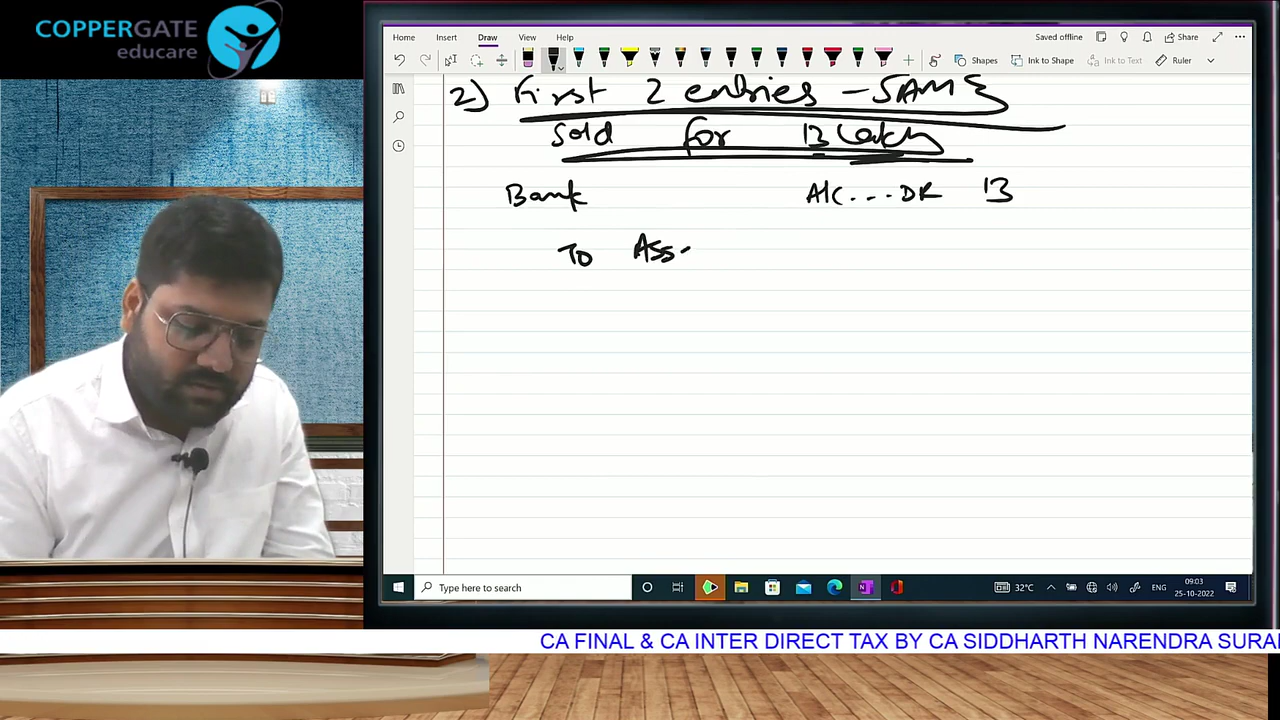 COPPERGATE
educare
Home Insert Draw View Help
Saved offline
Share
Shapes
Ink to Shape
Ink to Text
Ruler
2) First 2 entries - SAME
Sold for 13 Lakhs
Bank A/C...DR 13
To Ass
Type here to search
32°C
ENG
09:03
25-10-2022
CA FINAL & CA INTER DIRECT TAX BY CA SIDDHARTH NARENDRA SURA